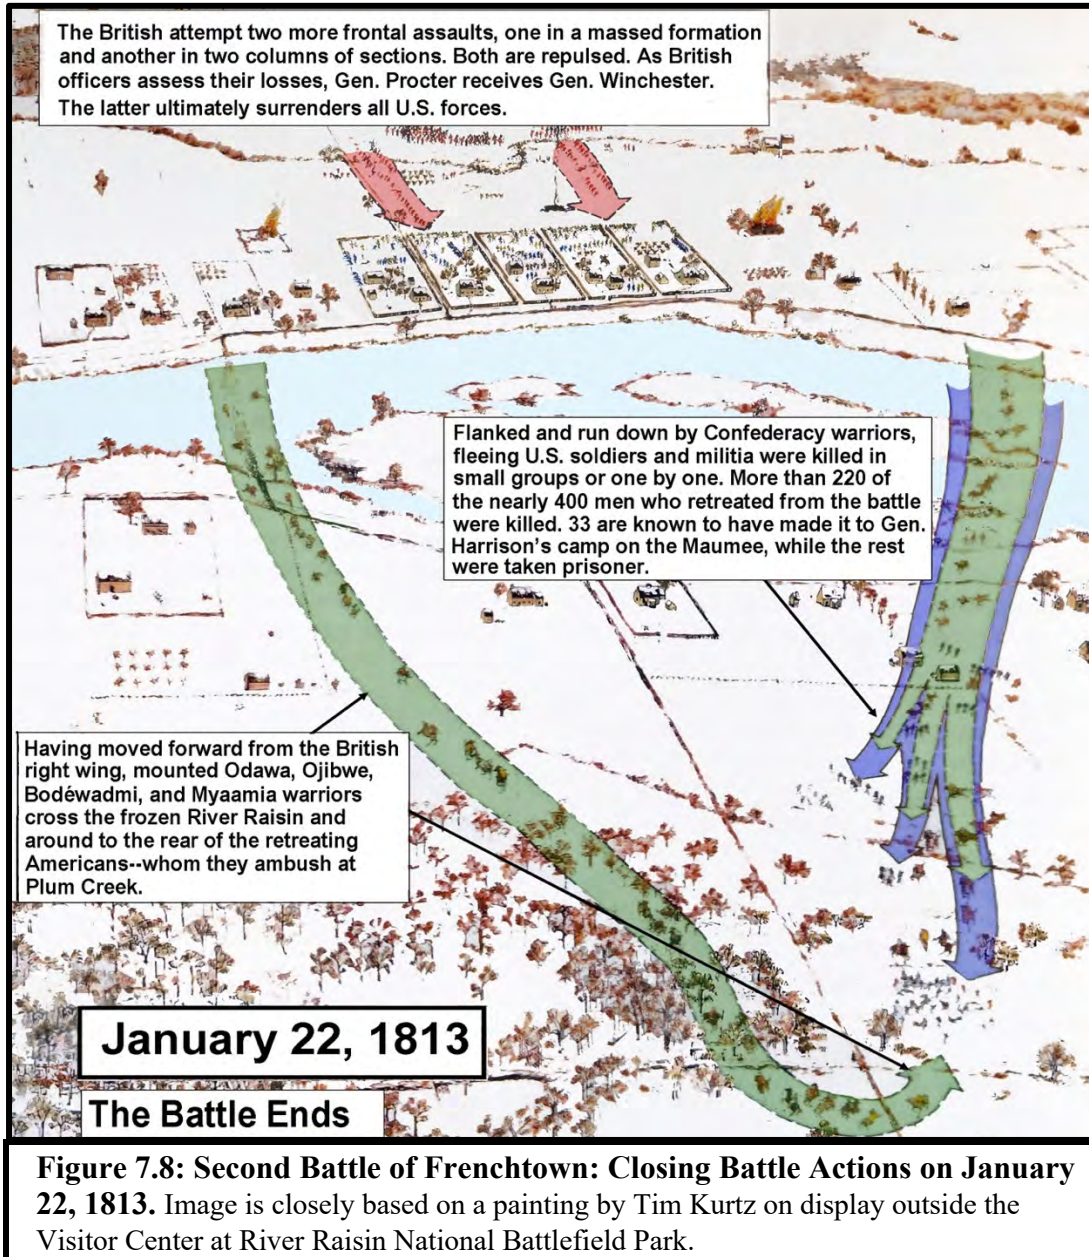 The British attempt two more frontal assaults, one in a massed formation
and another in two columns of sections. Both are repulsed. As British
officers assess their losses, Gen. Procter receives Gen. Winchester.
The latter ultimately surrenders all U.S. forces.
Flanked and run down by Confederacy warriors,
fleeing U.S. soldiers and militia were killed in
small groups or one by one. More than 220 of
the nearly 400 men who retreated from the battle
were killed. 33 are known to have made it to Gen.
Harrison's camp on the Maumee, while the rest
were taken prisoner.
Having moved forward from the British
right wing, mounted Odawa, Ojibwe,
Bodéwadmi, and Myaamia warriors
cross the frozen River Raisin and
around to the rear of the retreating
Americans--whom they ambush at
Plum Creek.
January 22, 1813
The Battle Ends
Figure 7.8: Second Battle of Frenchtown: Closing Battle Actions on January
22, 1813. Image is closely based on a painting by Tim Kurtz on display outside the
Visitor Center at River Raisin National Battlefield Park.